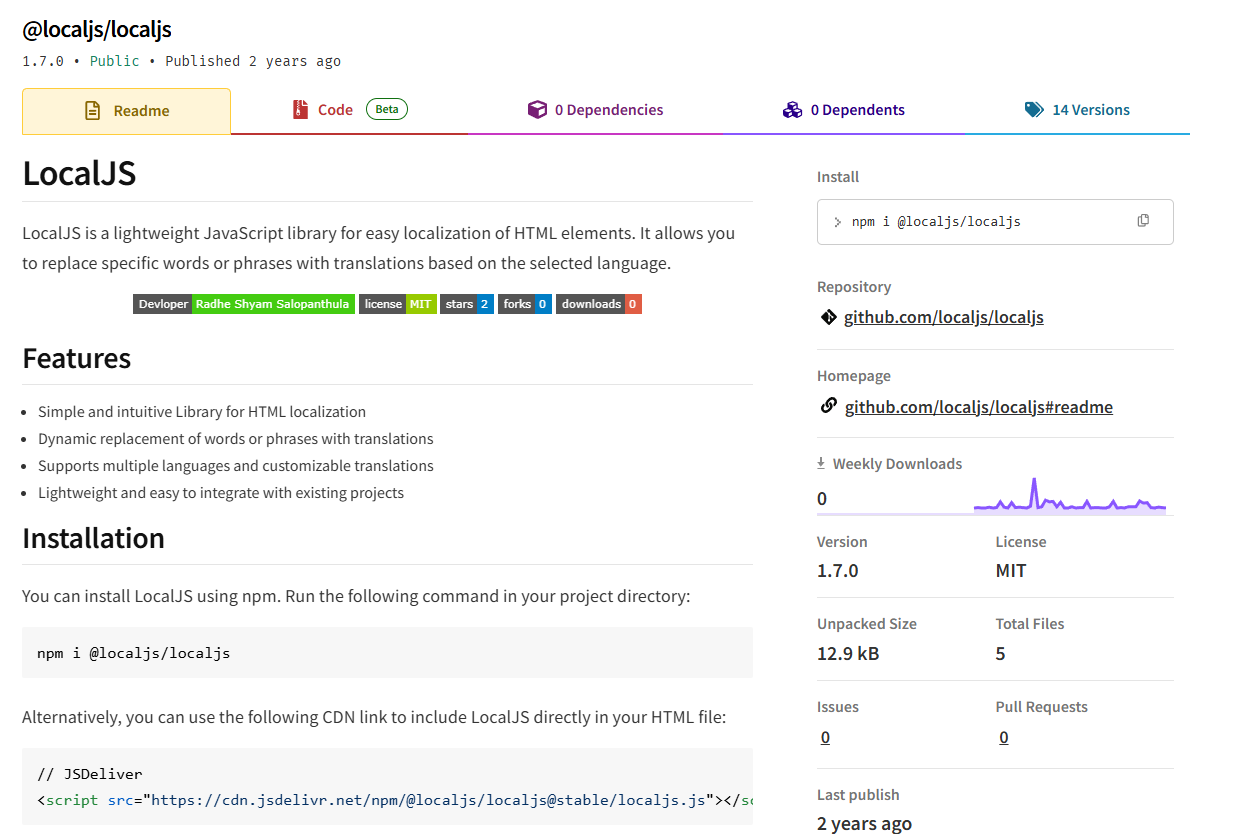 @localjs/localjs
1.7.0 • Public • Published 2 years ago
Readme
Code Beta
0 Dependencies
0 Dependents
14 Versions
LocalJS
LocalJS is a lightweight JavaScript library for easy localization of HTML elements. It allows you
to replace specific words or phrases with translations based on the selected language.
Devloper Radhe Shyam Salopanthula license MIT stars 2 forks 0 downloads 0
Features
• Simple and intuitive Library for HTML localization
• Dynamic replacement of words or phrases with translations
• Supports multiple languages and customizable translations
• Lightweight and easy to integrate with existing projects
Installation
You can install LocalJS using npm. Run the following command in your project directory:
npm i @localjs/localjs
Alternatively, you can use the following CDN link to include LocalJS directly in your HTML file:
// JSDeliver
<script src="https://cdn.jsdelivr.net/npm/@localjs/localjs@stable/localjs.js"></sc
Install
> npm i @localjs/localjs
Repository
github.com/localjs/localjs
Homepage
github.com/localjs/localjs#readme
Weekly Downloads
0
Version
1.7.0
License
MIT
Unpacked Size
12.9 kB
Total Files
5
Issues
0
Pull Requests
0
Last publish
2 years ago